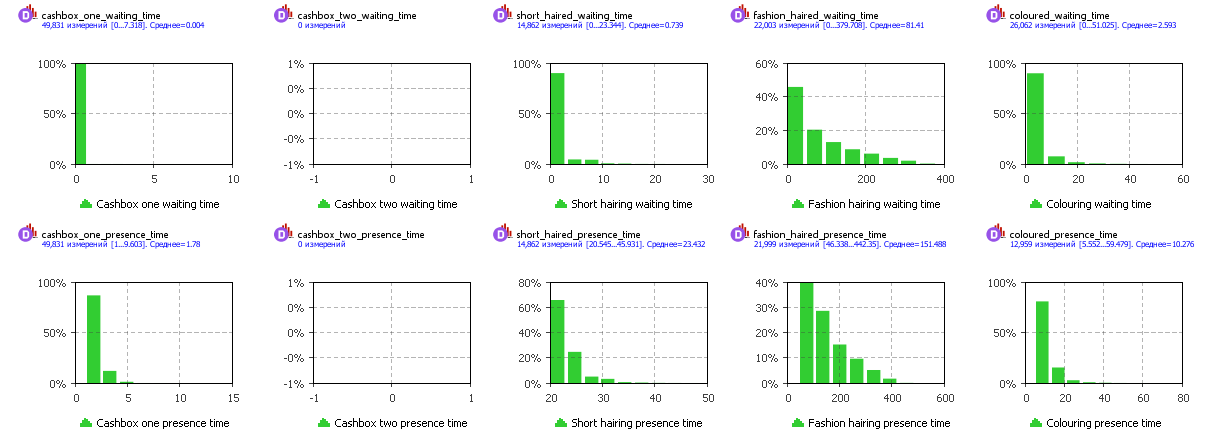 cashbox_one_waiting_time
49,831 измерений [0...7.318]. Среднее=0.004
100%
50%
0%
0
5
10
Cashbox one waiting time
cashbox_two_waiting_time
0 измерений
1%
0%
0%
-0%
-1%
-1
0
1
Cashbox two waiting time
short_haired_waiting_time
14,862 измерений [0...23.344]. Среднее=0.739
100%
50%
0%
0
10
20
30
Short hairing waiting time
fashion_haired_waiting_time
22,003 измерений [0...379.708]. Среднее=81.41
60%
40%
20%
0%
0
200
400
Fashion hairing waiting time
coloured_waiting_time
26,062 измерений [0...51.025]. Среднее=2.593
100%
50%
0%
0
20
40
60
Colouring waiting time
cashbox_one_presence_time
49,831 измерений [1...9.603]. Среднее=1.78
100%
50%
0%
0
5
10
15
Cashbox one presence time
cashbox_two_presence_time
0 измерений
1%
0%
0%
-0%
-1%
-1
0
1
Cashbox two presence time
short_haired_presence_time
14,862 измерений [20.545...45.931]. Среднее=23.432
80%
60%
40%
20%
0%
20
30
40
50
Short hairing presence time
fashion_haired_presence_time
21,999 измерений [46.338...442.35]. Среднее=151.488
40%
30%
20%
10%
0%
0
200
400
600
Fashion hairing presence time
coloured_presence_time
12,959 измерений [5.552...59.479]. Среднее=10.276
100%
50%
0%
0
20
40
60
80
Colouring presence time